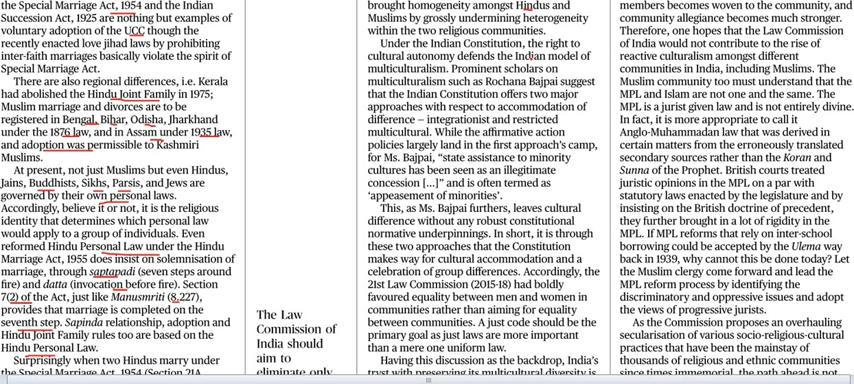 the Special Marriage Act, 1954 and the Indian
Succession Act, 1925 are nothing but examples of
voluntary adoption of the UCC though the
recently enacted love jihad laws by prohibiting
inter-faith marriages basically violate the spirit of
Special Marriage Act.
There are also regional differences, i.e. Kerala
had abolished the Hindu Joint Family in 1975;
Muslim marriage and divorces are to be
registered in Bengal, Bihar, Odisha, Jharkhand
under the 1876 law, and in Assam under 1935 law,
and adoption was permissible to Kashmiri
Muslims.
At present, not just Muslims but even Hindus,
Jains, Buddhists, Sikhs, Parsis, and Jews are
governed by their own personal laws.
Accordingly, believe it or not, it is the religious
identity that determines which personal law
would apply to a group of individuals. Even
reformed Hindu Personal Law under the Hindu
Marriage Act, 1955 does insist on solemnisation of
marriage, through saptapadi (seven steps around
fire) and datta (invocation before fire). Section
7(2) of the Act, just like Manusmriti (8,227),
provides that marriage is completed on the
seventh step. Sapinda relationship, adoption and
Hindu Joint Family rules too are based on the
Hindu Personal Law.
Surprisingly when two Hindus marry under
the Special Marriage Act, 1954 (Section 21A
The Law
Commission of
India should
aim to
eliminate only
brought homogeneity amongst Hindus and
Muslims by grossly undermining heterogeneity
within the two religious communities.
Under the Indian Constitution, the right to
cultural autonomy defends the Indian model of
multiculturalism. Prominent scholars on
multiculturalism such as Rochana Bajpai suggest
that the Indian Constitution offers two major
approaches with respect to accommodation of
difference – integrationist and restricted
multicultural. While the affirmative action
policies largely land in the first approach's camp,
for Ms. Bajpai, “state assistance to minority
cultures has been seen as an illegitimate
concession [...]” and is often termed as
‘appeasement of minorities’.
This, as Ms. Bajpai furthers, leaves cultural
difference without any robust constitutional
normative underpinnings. In short, it is through
these two approaches that the Constitution
makes way for cultural accommodation and a
celebration of group differences. Accordingly, the
21st Law Commission (2015-18) had boldly
favoured equality between men and women in
communities rather than aiming for equality
between communities. A just code should be the
primary goal as just laws are more important
than a mere one uniform law.
Having this discussion as the backdrop, India's
tryst with preserving its multicultural diversity is
members becomes woven to the community, and
community allegiance becomes much stronger.
Therefore, one hopes that the Law Commission
of India would not contribute to the rise of
reactive culturalism amongst different
communities in India, including Muslims. The
Muslim community too must understand that the
MPL and Islam are not one and the same. The
MPL is a jurist given law and is not entirely divine.
In fact, it is more appropriate to call it
Anglo-Muhammadan law that was derived in
certain matters from the erroneously translated
secondary sources rather than the Koran and
Sunna of the Prophet. British courts treated
juristic opinions in the MPL on a par with
statutory laws enacted by the legislature and by
insisting on the British doctrine of precedent,
they further brought in a lot of rigidity in the
MPL. If MPL reforms that rely on inter-school
borrowing could be accepted by the Ulema way
back in 1939, why cannot this be done today? Let
the Muslim clergy come forward and lead the
MPL reform process by identifying the
discriminatory and oppressive issues and adopt
the views of progressive jurists.
As the Commission proposes an overhauling
secularisation of various socio-religious-cultural
practices that have been the mainstay of
thousands of religious and ethnic communities
since times immemorial, the path ahead is not